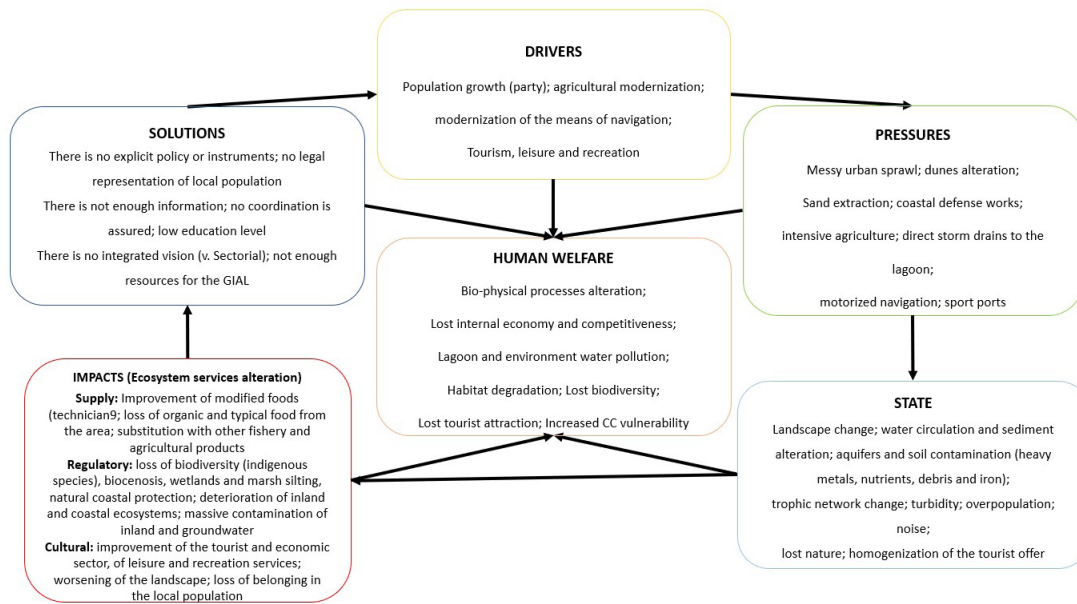 DRIVERS
Population growth (party); agricultural modernization;
modernization of the means of navigation;
Tourism, leisure and recreation
SOLUTIONS
There is no explicit policy or instruments; no legal
representation of local population
There is not enough information; no coordination is
assured; low education level
There is no integrated vision (v. Sectorial); not enough
resources for the GIAL
PRESSURES
Messy urban sprawl; dunes alteration;
Sand extraction; coastal defense works;
intensive agriculture; direct storm drains to the
lagoon;
motorized navigation; sport ports
HUMAN WELFARE
Bio-physical processes alteration;
Lost internal economy and competitiveness;
Lagoon and environment water pollution;
Habitat degradation; Lost biodiversity;
Lost tourist attraction; Increased CC vulnerability
IMPACTS (Ecosystem services alteration)
Supply: Improvement of modified foods
(technician9; loss of organic and typical food from
the area; substitution with other fishery and
agricultural products
Regulatory: loss of biodiversity (indigenous
species), biocenosis, wetlands and marsh silting,
natural coastal protection; deterioration of inland
and coastal ecosystems; massive contamination of
inland and groundwater
Cultural: improvement of the tourist and economic
sector, of leisure and recreation services;
worsening of the landscape; loss of belonging in
the local population
STATE
Landscape change; water circulation and sediment
alteration; aquifers and soil contamination (heavy
metals, nutrients, debris and iron);
trophic network change; turbidity; overpopulation;
noise;
lost nature; homogenization of the tourist offer